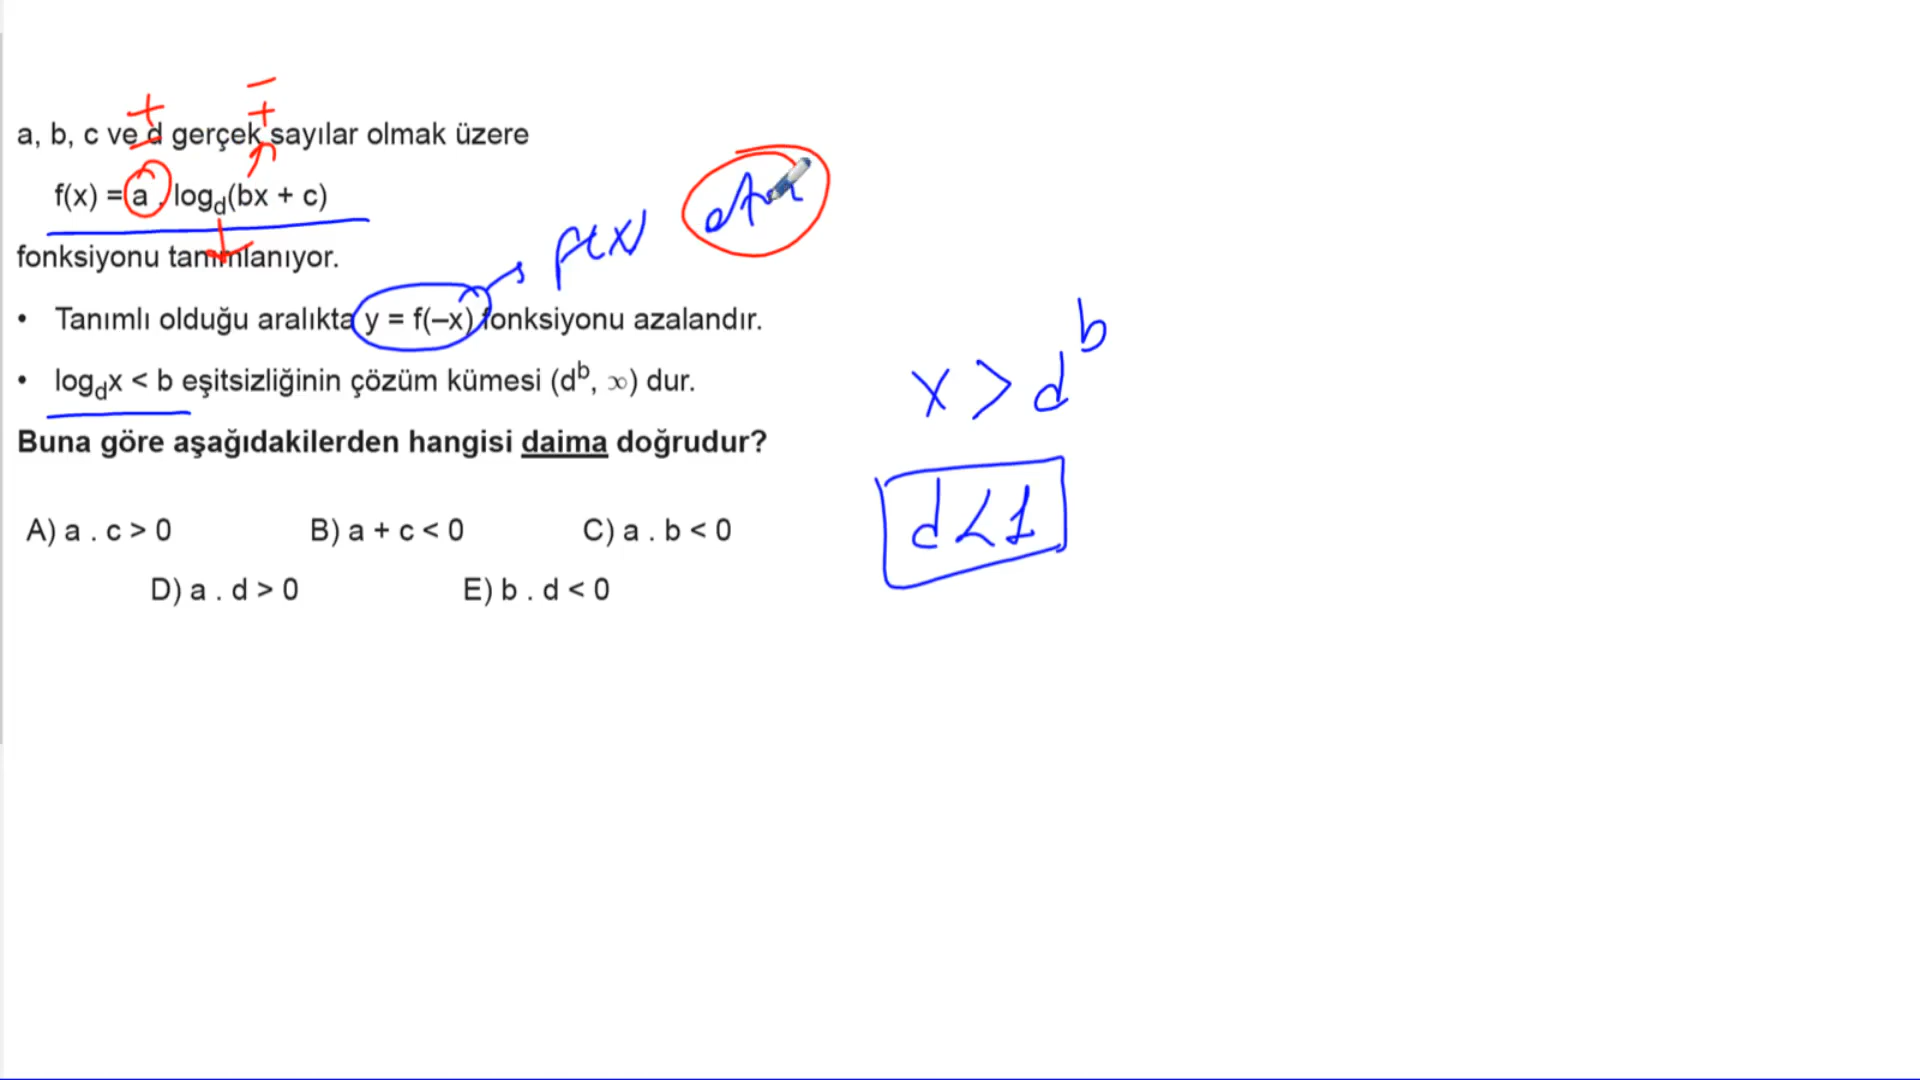 a, b, c ve d gerçek sayılar olmak üzere
f(x) = a . log_d(bx + c)
fonksiyonu tanımlanıyor.
• Tanımlı olduğu aralıkta y = f(–x) fonksiyonu azalandır.
• log_dx < b eşitsizliğinin çözüm kümesi (d^b, ∞) dur.
Buna göre aşağıdakilerden hangisi daima doğrudur?
A) a . c > 0 B) a + c < 0 C) a . b < 0
D) a . d > 0 E) b . d < 0
+
–
+
f(x)
x > d^b
d < 1